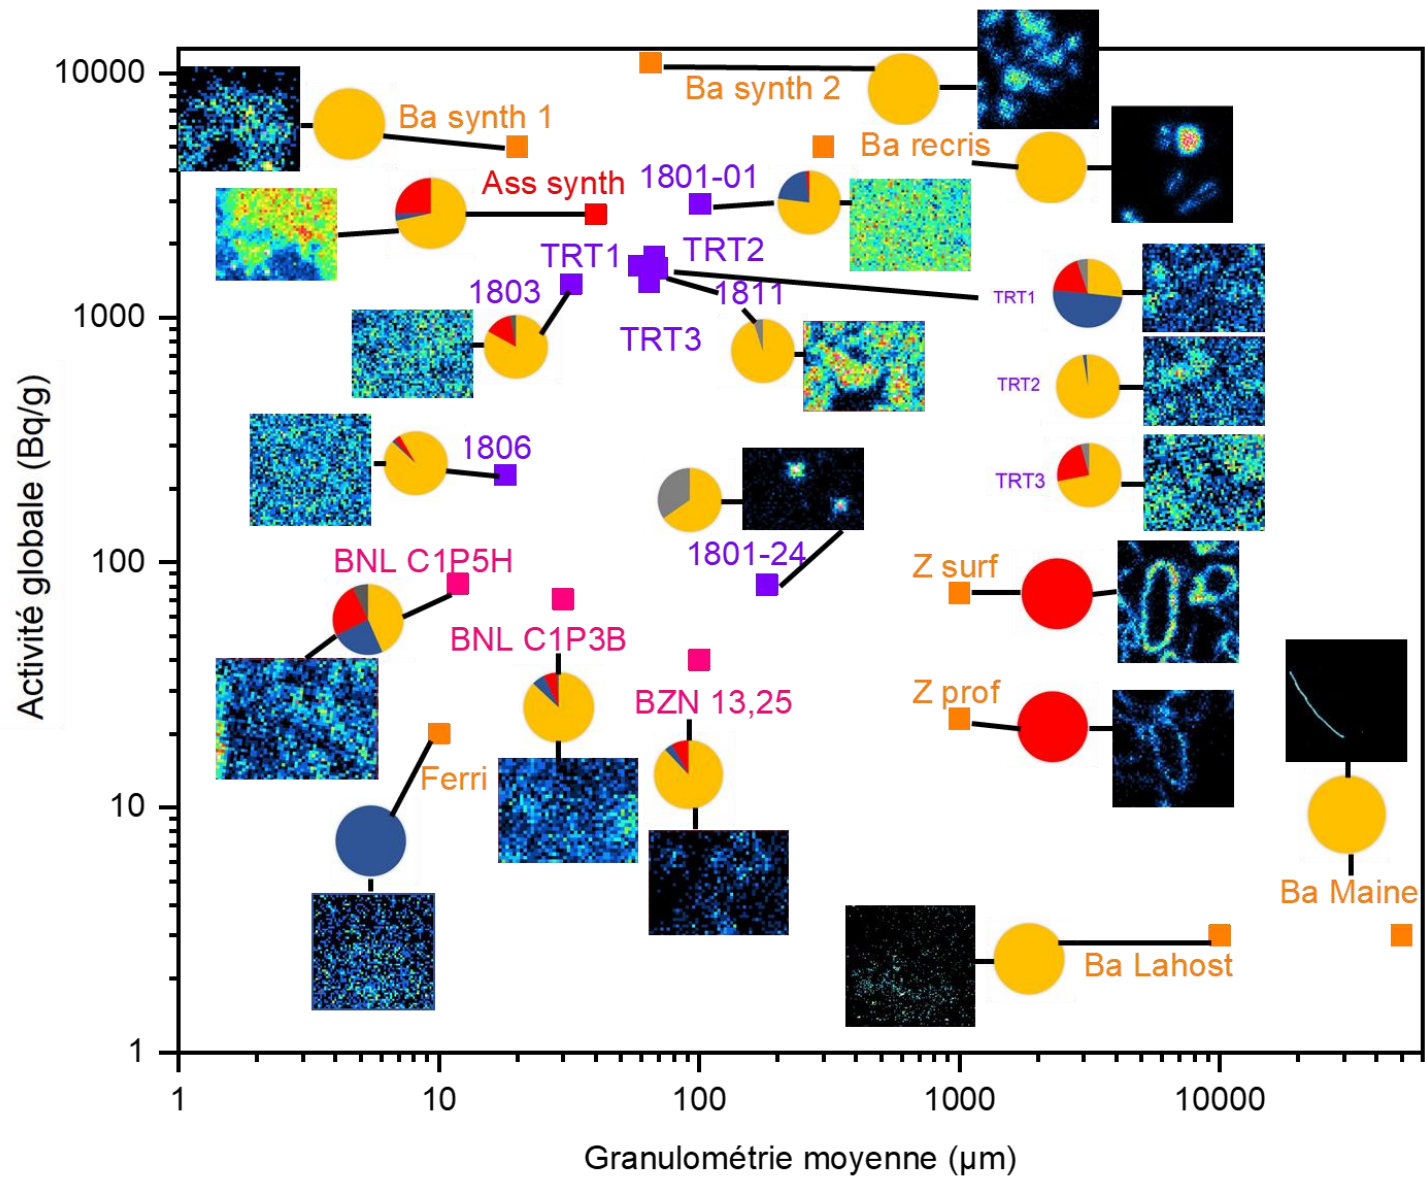 10000
Ba synth 2
Ba synth 1
Ba recris
Ass synth
1801-01
TRT1
TRT2
1803
1811
TRT1
1000
TRT3
TRT2
Activité globale (Bq/g)
1806
TRT3
100
BNL C1P5H
1801-24
Z surf
BNL C1P3B
BZN 13,25
Z prof
Ferri
10
Ba Maine
Ba Lahost
1
1
10
100
1000
10000
Granulométrie moyenne (µm)